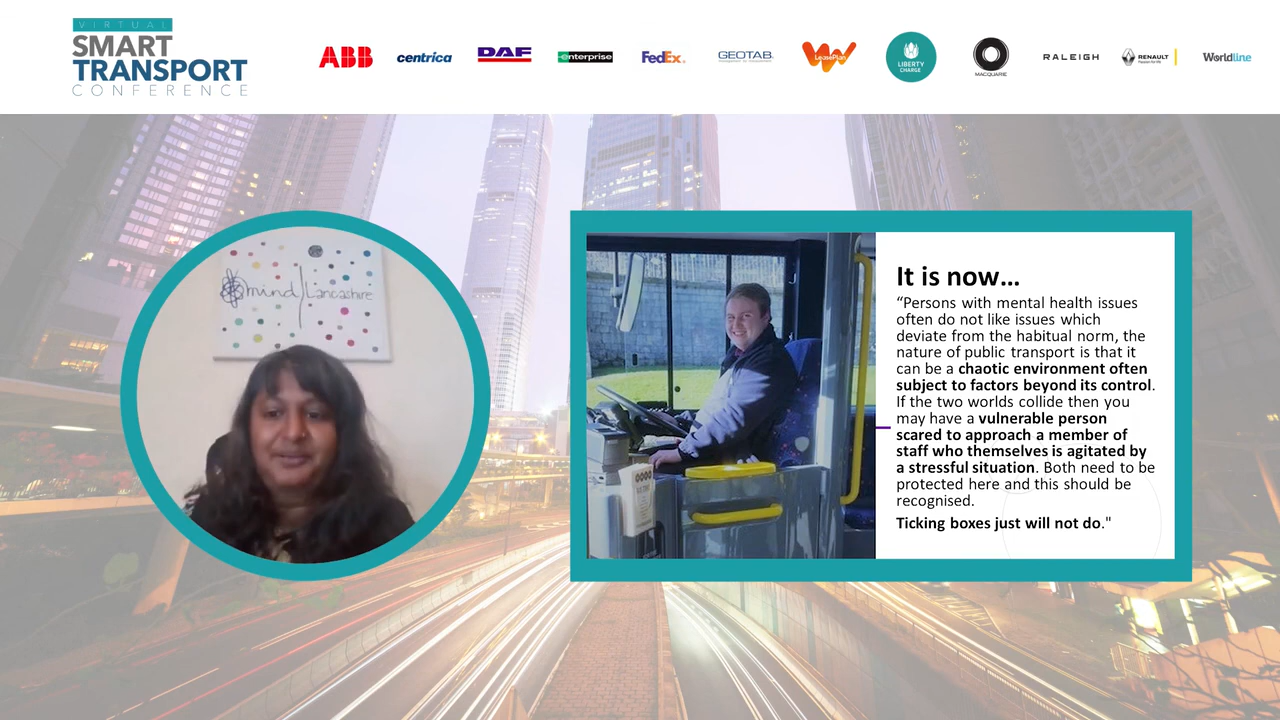 VIRTUAL
SMART
TRANSPORT
CONFERENCE
ABB
centrica
DAF
enterprise
FedEx
GEOTAB
LeasePlan
LIBERTY
CHARGE
MACQUARIE
RALEIGH
RENAULT
Worldline
mind Lancashire
It is now...
“Persons with mental health issues
often do not like issues which
deviate from the habitual norm, the
nature of public transport is that it
can be a chaotic environment often
subject to factors beyond its control.
If the two worlds collide then you
may have a vulnerable person
scared to approach a member of
staff who themselves is agitated by
a stressful situation. Both need to be
protected here and this should be
recognised.
Ticking boxes just will not do."